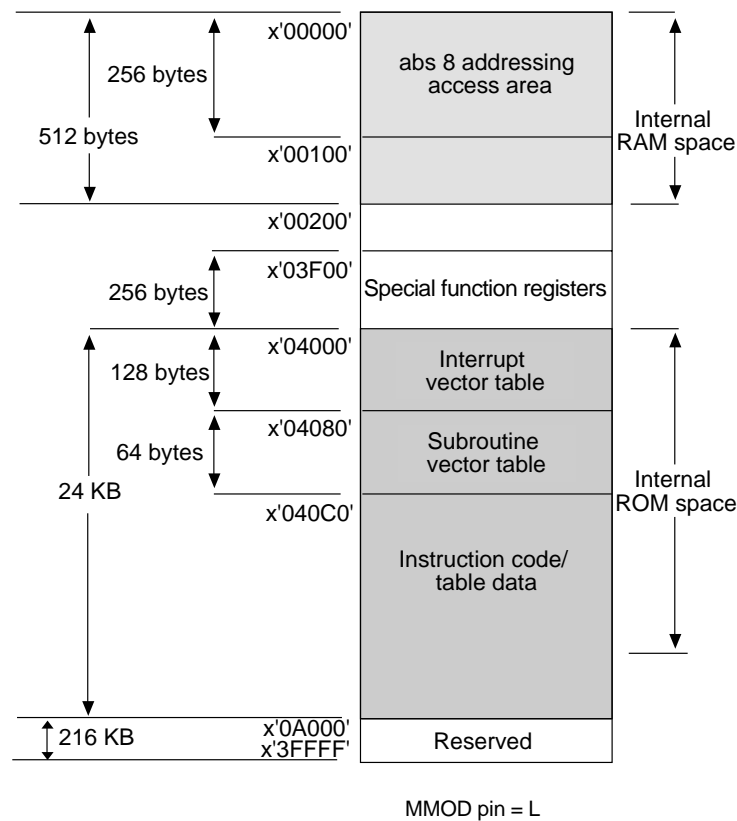 x'00000'
256 bytes
abs 8 addressing
access area
512 bytes
Internal
RAM space
x'00100'
x'00200'
x'03F00'
256 bytes
Special function registers
x'04000'
128 bytes
Interrupt
vector table
x'04080'
64 bytes
Subroutine
vector table
24 KB
Internal
ROM space
x'040C0'
Instruction code/
table data
x'0A000'
216 KB
x'3FFFF'
Reserved
MMOD pin = L